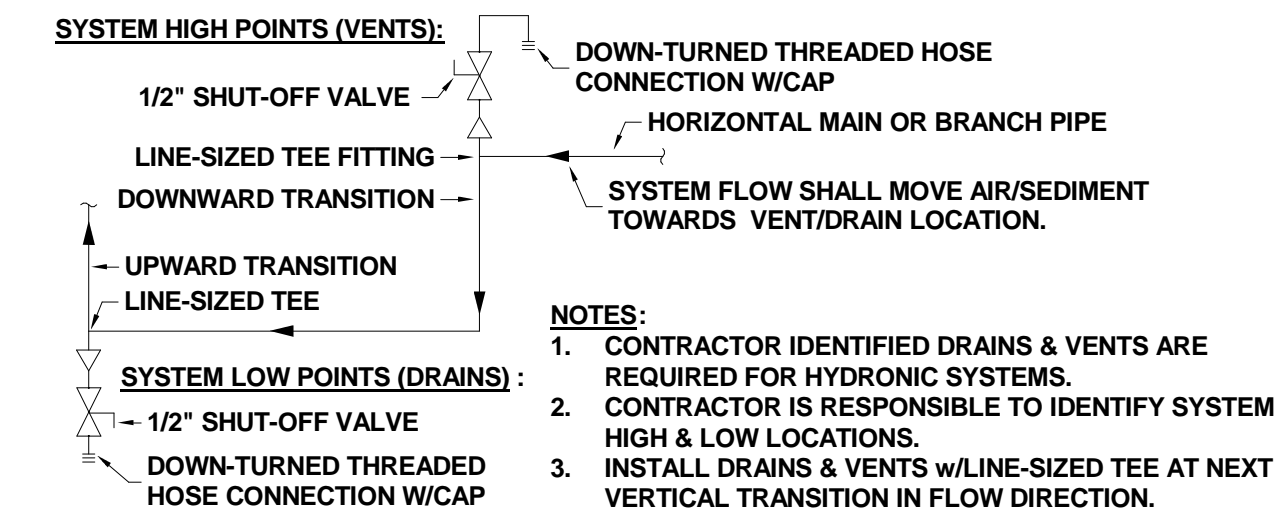 SYSTEM HIGH POINTS (VENTS):
DOWN-TURNED THREADED HOSE
CONNECTION W/CAP
1/2" SHUT-OFF VALVE
HORIZONTAL MAIN OR BRANCH PIPE
LINE-SIZED TEE FITTING
DOWNWARD TRANSITION
SYSTEM FLOW SHALL MOVE AIR/SEDIMENT
TOWARDS VENT/DRAIN LOCATION.
UPWARD TRANSITION
LINE-SIZED TEE
SYSTEM LOW POINTS (DRAINS) :
1/2" SHUT-OFF VALVE
DOWN-TURNED THREADED
HOSE CONNECTION W/CAP
NOTES:
1. CONTRACTOR IDENTIFIED DRAINS & VENTS ARE
REQUIRED FOR HYDRONIC SYSTEMS.
2. CONTRACTOR IS RESPONSIBLE TO IDENTIFY SYSTEM
HIGH & LOW LOCATIONS.
3. INSTALL DRAINS & VENTS w/LINE-SIZED TEE AT NEXT
VERTICAL TRANSITION IN FLOW DIRECTION.